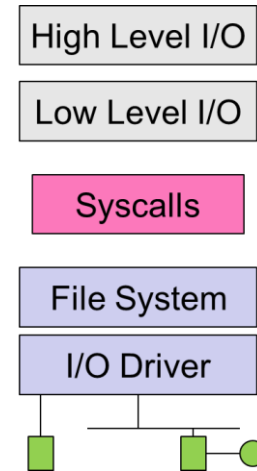 High Level I/O
Low Level I/O
Syscalls
File System
I/O Driver